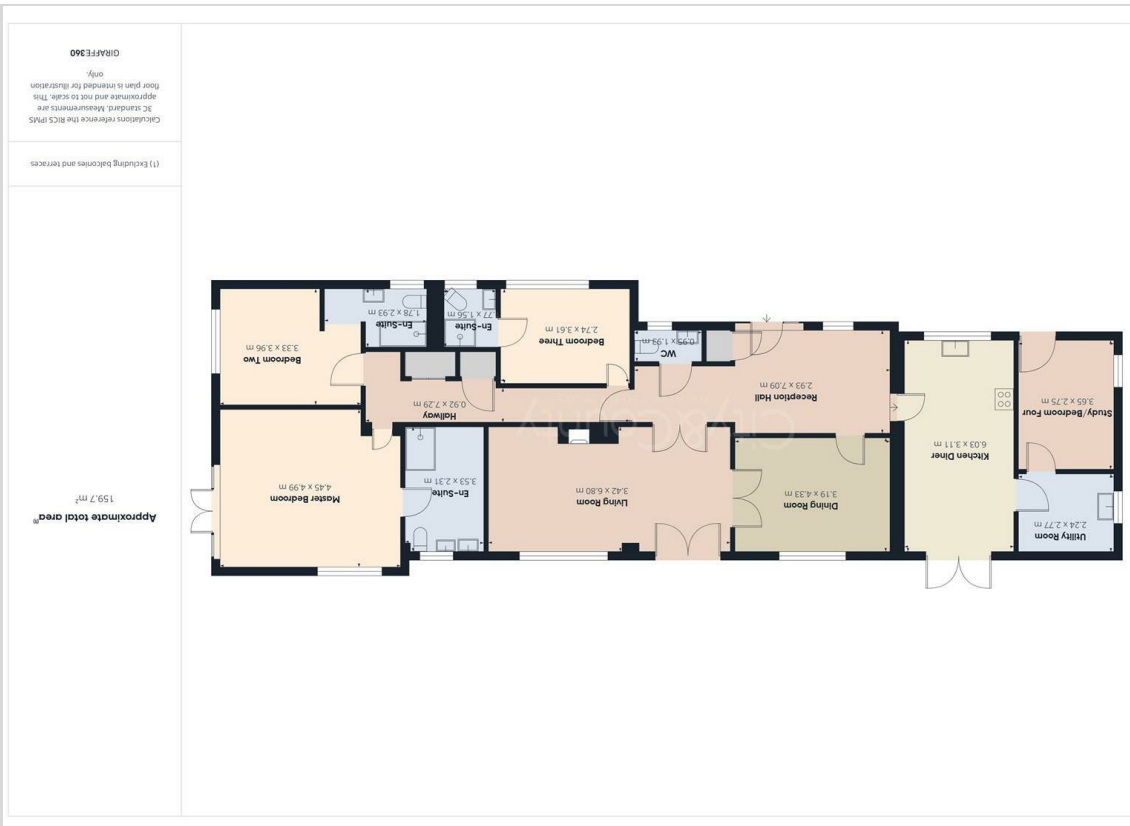 Utility Room
2.24 x 2.77 m
Study/Bedroom Four
3.65 x 2.75 m
Kitchen Diner
6.03 x 3.11 m
Dining Room
3.19 x 4.33 m
Living Room
3.42 x 6.80 m
En-Suite
3.53 x 2.31 m
Master Bedroom
4.45 x 4.99 m
Reception Hall
2.93 x 7.09 m
City&County
Hallway
0.92 x 7.29 m
WC
0.95 x 1.93 m
Bedroom Three
2.74 x 3.61 m
En-Suite
77 x 1.56 m
En-Suite
1.78 x 2.93 m
Bedroom Two
3.33 x 3.96 m
Approximate total area⁽¹⁾
159.7 m²
(1) Excluding balconies and terraces
Calculations reference the RICS IPMS
3C standard. Measurements are
approximate and not to scale. This
floor plan is intended for illustration
only.
GIRAFFE360